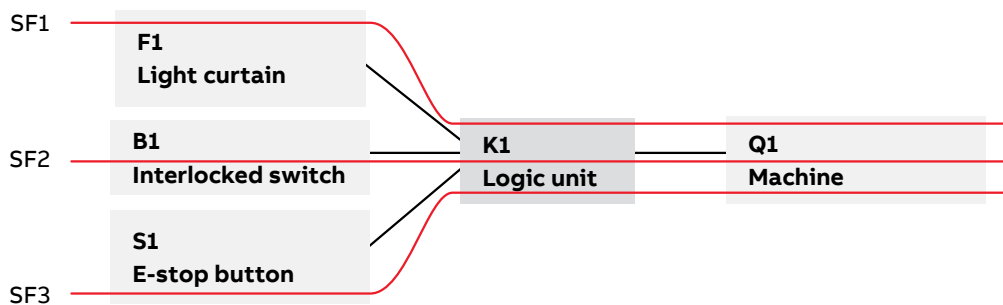 SF1
F1
Light curtain
B1
Interlocked switch
SF2
K1
Logic unit
Q1
Machine
S1
E-stop button
SF3